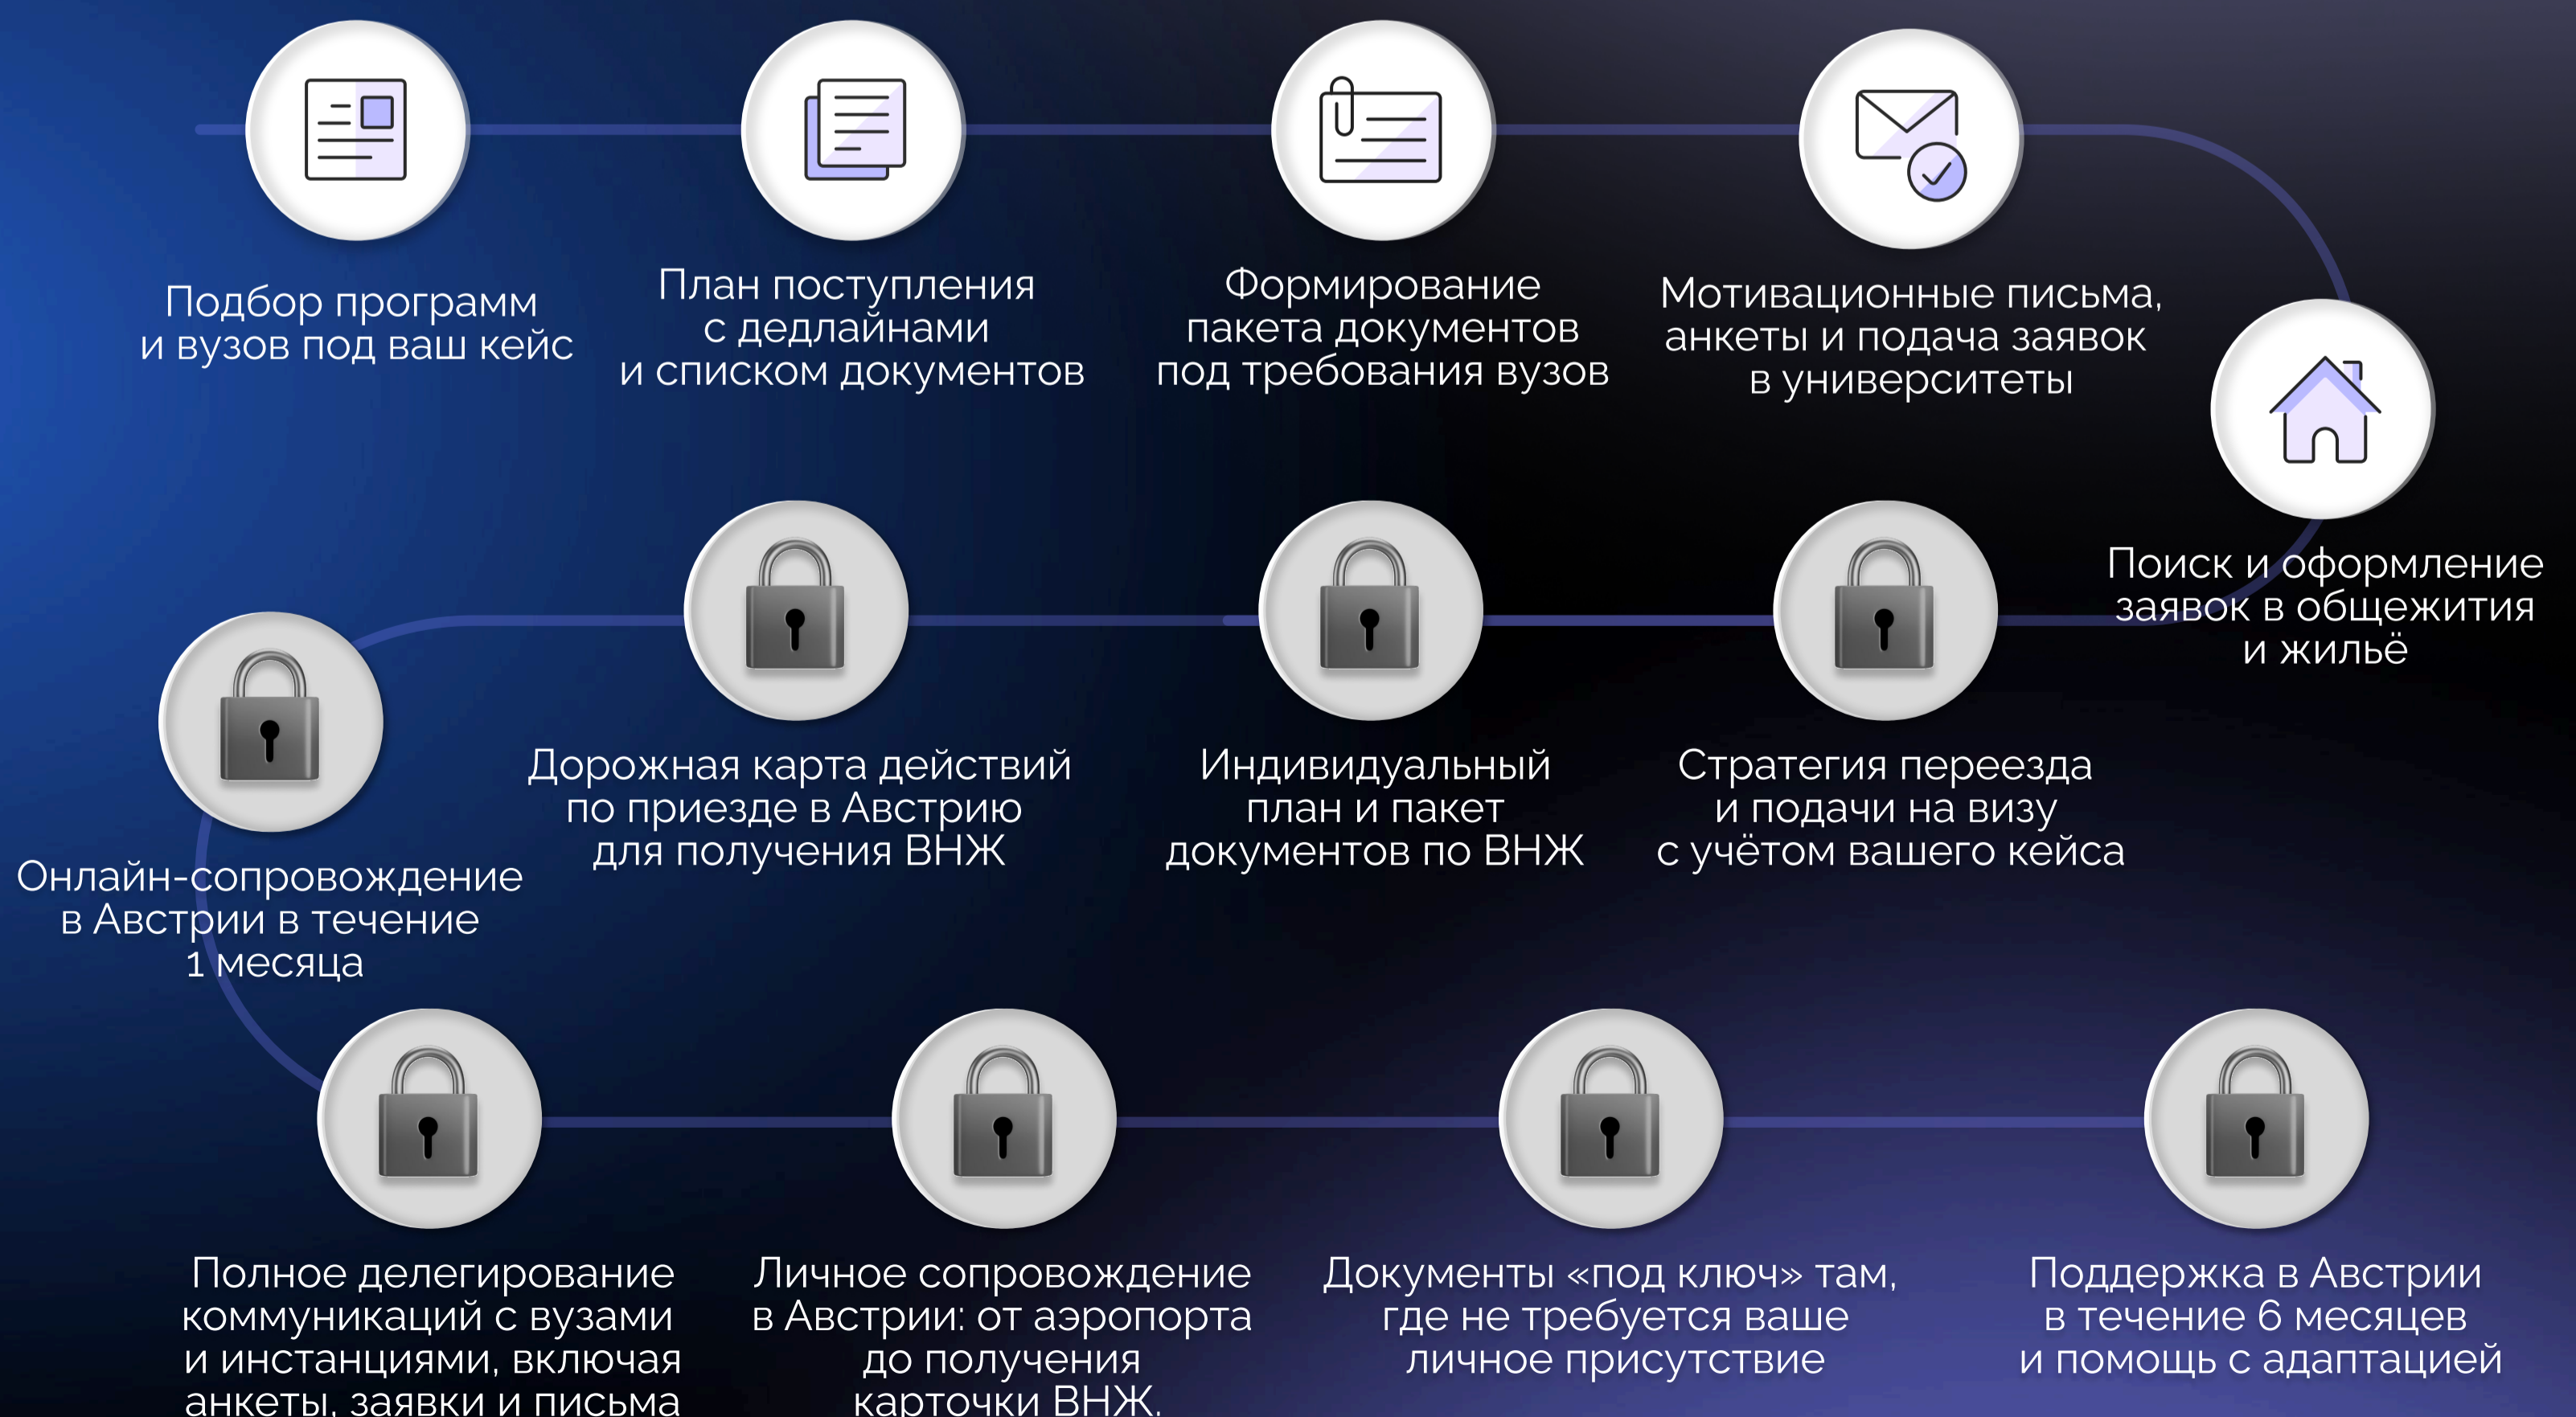 Подбор программ
и вузов под ваш кейс
План поступления
с дедлайнами
и списком документов
Формирование
пакета документов
под требования вузов
Мотивационные письма,
анкеты и подача заявок
в университеты
Поиск и оформление
заявок в общежития
и жильё
Стратегия переезда
и подачи на визу
с учётом вашего кейса
Индивидуальный
план и пакет
документов по ВНЖ
Дорожная карта действий
по приезде в Австрию
для получения ВНЖ
Онлайн-сопровождение
в Австрии в течение
1 месяца
Полное делегирование
коммуникаций с вузами
и инстанциями, включая
анкеты, заявки и письма
Личное сопровождение
в Австрии: от аэропорта
до получения
карточки ВНЖ.
Документы «под ключ» там,
где не требуется ваше
личное присутствие
Поддержка в Австрии
в течение 6 месяцев
и помощь с адаптацией